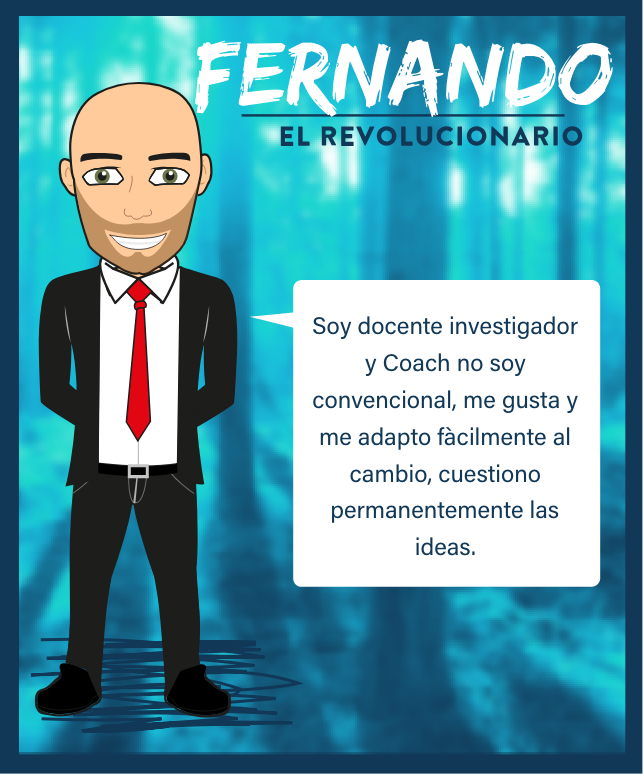 FERNANDO
EL REVOLUCIONARIO
Soy docente investigador
y Coach no soy
convencional, me gusta y
me adapto fàcilmente al
cambio, cuestiono
permanentemente las
ideas.